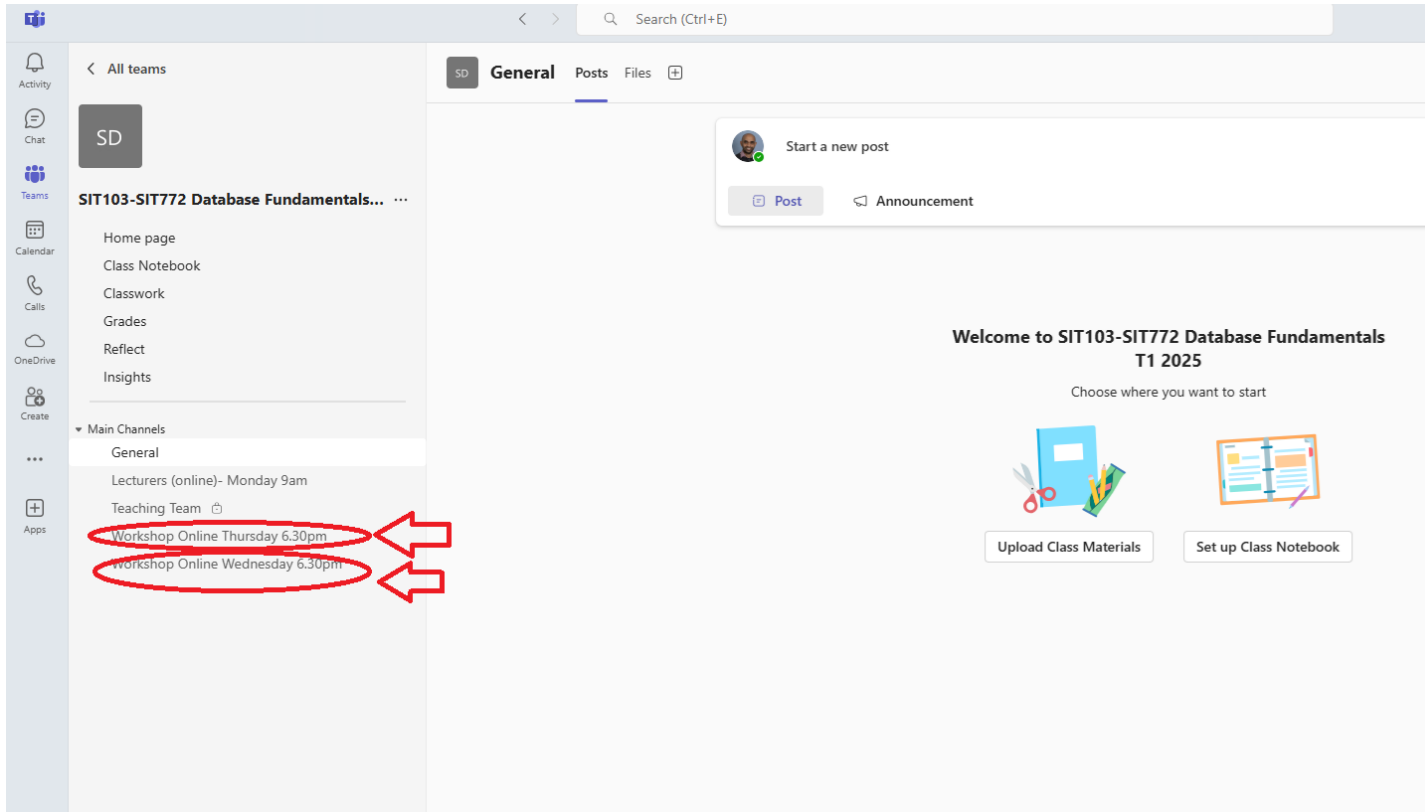 Search (Ctrl+E)
Activity
Chat
Teams
Calendar
Calls
OneDrive
Create
Apps
All teams
SD
SIT103-SIT772 Database Fundamentals...
Home page
Class Notebook
Classwork
Grades
Reflect
Insights
Main Channels
General
Lecturers (online)- Monday 9am
Teaching Team
Workshop Online Thursday 6.30pm
Workshop Online Wednesday 6.30pm
SD General Posts Files
Start a new post
Post Announcement
Welcome to SIT103-SIT772 Database Fundamentals
T1 2025
Choose where you want to start
Upload Class Materials Set up Class Notebook